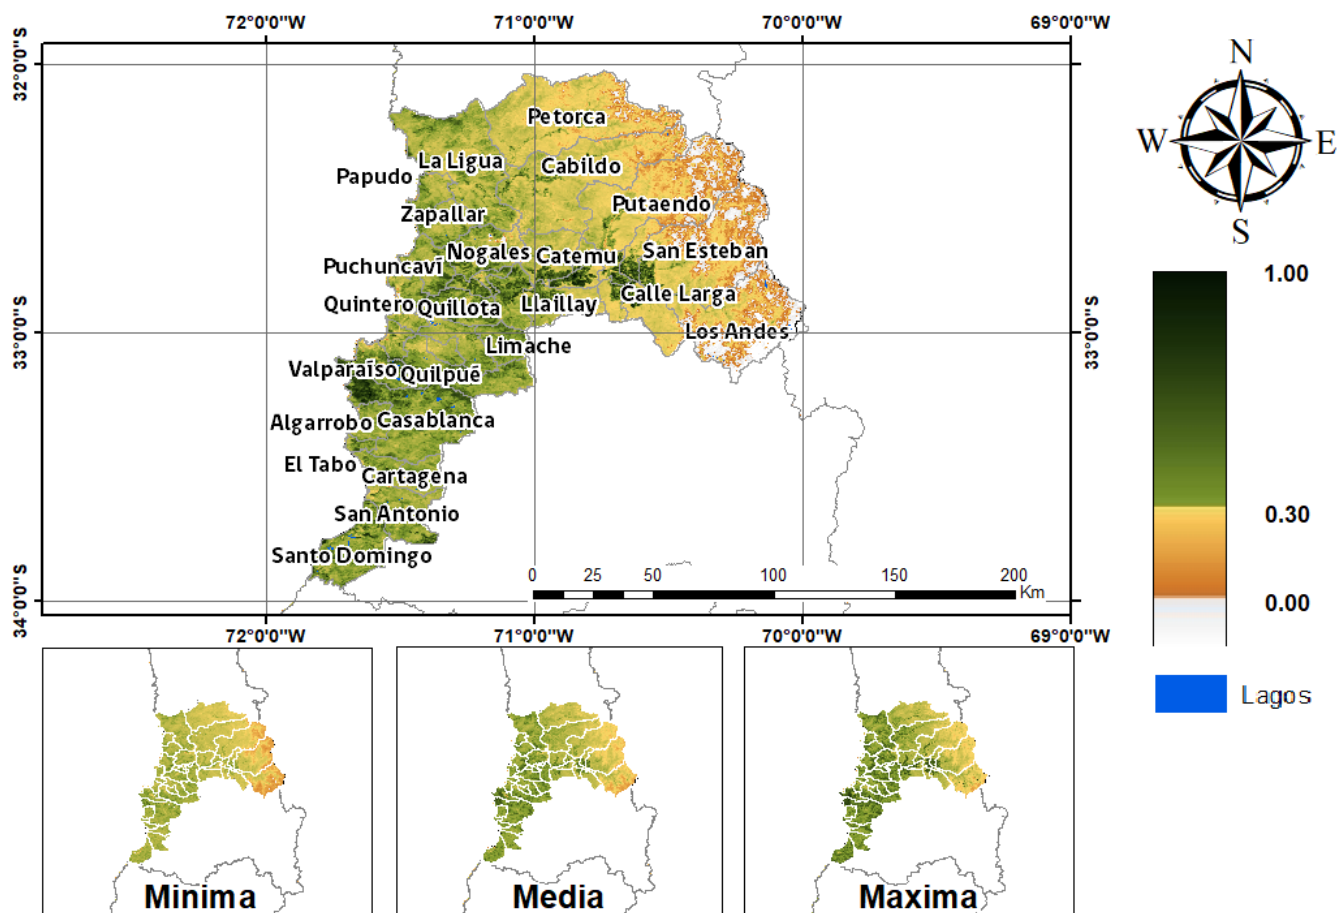 72°0'0"W 71°0'0"W 70°0'0"W 69°0'0"W
32°0'0"S
N
W E
S
Petorca
La Ligua Cabildo
Papudo
Putaendo
Zapallar
Nogales Catemu San Esteban
Puchuncaví
Calle Larga
Quintero Quillota Llaillay
33°0'0"S 33°0'0"S
Los Andes
Limache
Valparaíso Quilpué
Algarrobo Casablanca
El Tabo
Cartagena
San Antonio
Santo Domingo
0 25 50 100 150 200
Km
34°0'0"S
72°0'0"W 71°0'0"W 70°0'0"W 69°0'0"W
1.00
0.30
0.00
Lagos
Minima Media Maxima